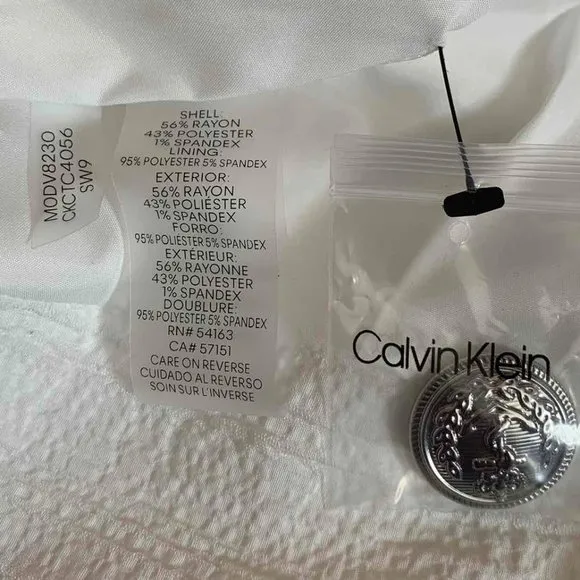 M0DV8230
CKCTC4056
SW9
SHELL:
56% RAYON
43% POLYESTER
1% SPANDEX
LINING:
95% POLYESTER 5% SPANDEX
EXTERIOR:
56% RAYON
43% POLIÉSTER
1% SPANDEX
FORRO:
95% POLIÉSTER 5% SPANDEX
EXTÉRIEUR:
56% RAYONNE
43% POLYESTER
1% SPANDEX
DOUBLURE:
95% POLYESTER 5% SPANDEX
RN# 54163
CA# 57151
CARE ON REVERSE
CUIDADO AL REVERSO
SOIN SUR L'INVERSE
Calvin Klein